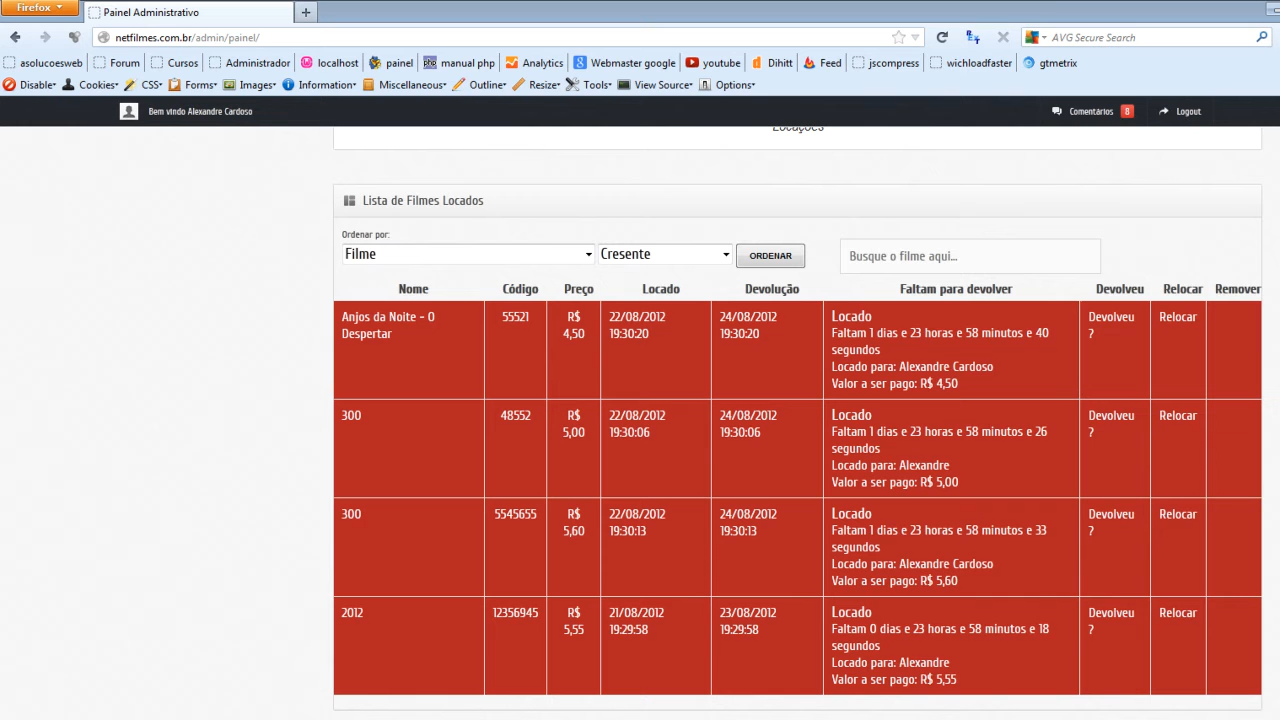 Firefox
Painel Administrativo
netfilmes.com.br/admin/painel/
AVG Secure Search
asolucoesweb Forum Cursos Administrador localhost painel manual php Analytics Webmaster google youtube Dihitt Feed jscompress wichloadfaster gtmetrix
Disable Cookies CSS Forms Images Information Miscellaneous Outline Resize Tools View Source Options
Bem vindo Alexandre Cardoso Comentários 8 Logout
Locações
Lista de Filmes Locados
Ordenar por:
Filme Cresente ORDENAR Busque o filme aqui...
Nome Código Preço Locado Devolução Faltam para devolver Devolveu Relocar Remover
Anjos da Noite - O 55521 R$ 22/08/2012 24/08/2012 Locado Devolveu Relocar
Despertar 4,50 19:30:20 19:30:20 Faltam 1 dias e 23 horas e 58 minutos e 40 ?
segundos
Locado para: Alexandre Cardoso
Valor a ser pago: R$ 4,50
300 48552 R$ 22/08/2012 24/08/2012 Locado Devolveu Relocar
5,00 19:30:06 19:30:06 Faltam 1 dias e 23 horas e 58 minutos e 26 ?
segundos
Locado para: Alexandre
Valor a ser pago: R$ 5,00
300 5545655 R$ 22/08/2012 24/08/2012 Locado Devolveu Relocar
5,60 19:30:13 19:30:13 Faltam 1 dias e 23 horas e 58 minutos e 33 ?
segundos
Locado para: Alexandre Cardoso
Valor a ser pago: R$ 5,60
2012 12356945 R$ 21/08/2012 23/08/2012 Locado Devolveu Relocar
5,55 19:29:58 19:29:58 Faltam 0 dias e 23 horas e 58 minutos e 18 ?
segundos
Locado para: Alexandre
Valor a ser pago: R$ 5,55